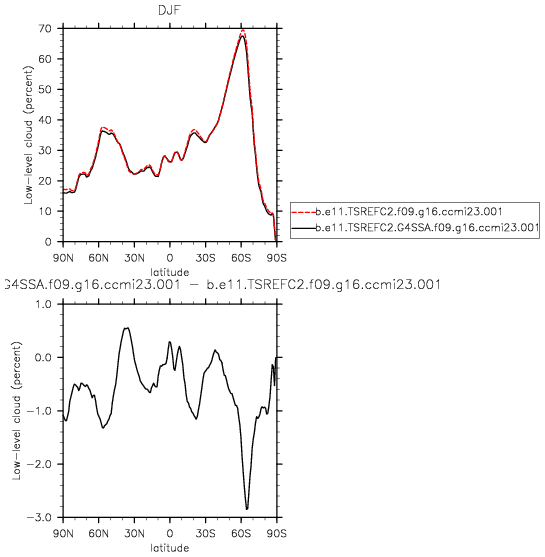 DJF
70
60
50
40
30
20
10
0
Low-level cloud (percent)
90N 60N 30N 0 30S 60S 90S
latitude
b.e11.TSREFC2.f09.g16.ccmi23.001
b.e11.TSREFC2.G4SSA.f09.g16.ccmi23.001
G4SSA.f09.g16.ccmi23.001 - b.e11.TSREFC2.f09.g16.ccmi23.001
1.0
0.0
-1.0
-2.0
-3.0
Low-level cloud (percent)
90N 60N 30N 0 30S 60S 90S
latitude